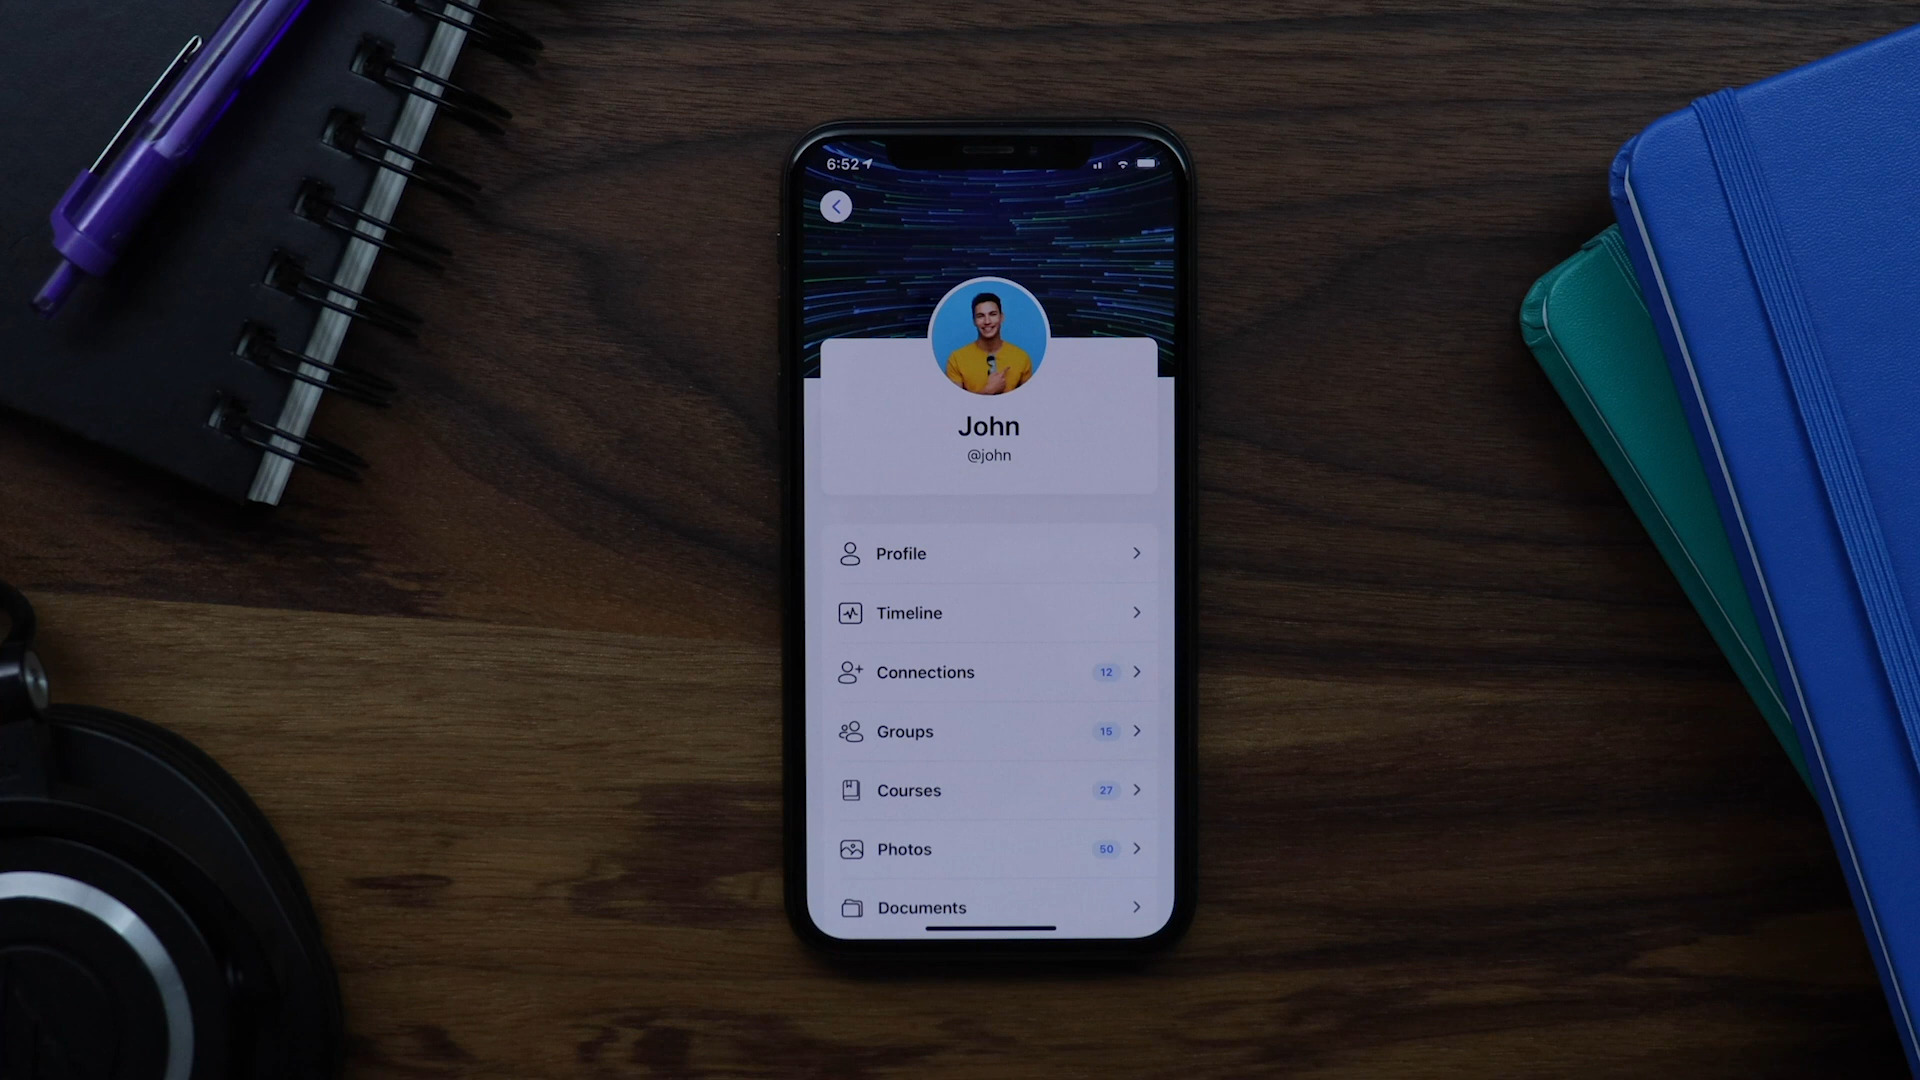 6:52
John
@john
Profile
Timeline
Connections 12
Groups 15
Courses 27
Photos 50
Documents